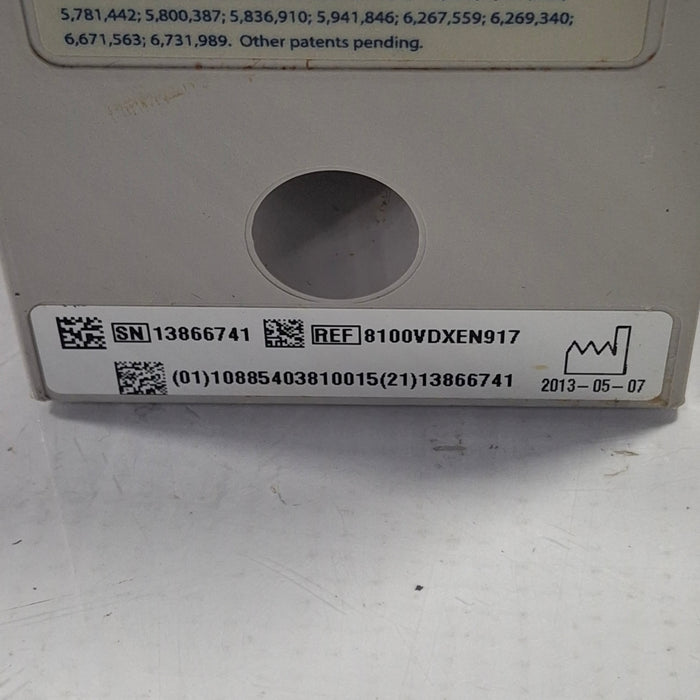 5,781,442; 5,800,387; 5,836,910; 5,941,846; 6,267,559; 6,269,340;
6,671,563; 6,731,989. Other patents pending.
SN 13866741 REF 8100VDXEN917
(01)10885403810015(21)13866741
2013-05-07